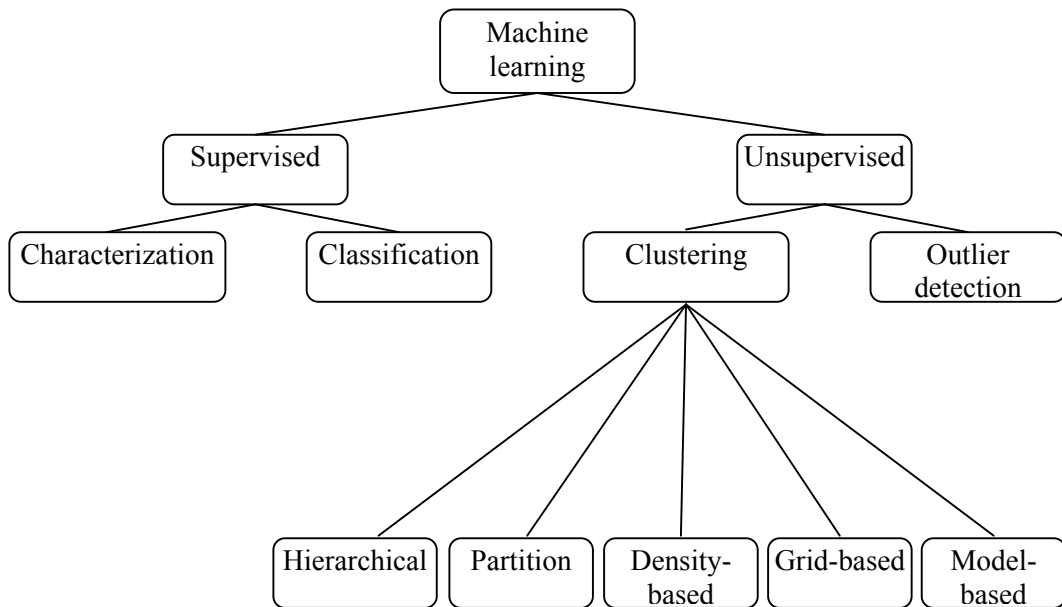 Machine
learning
Supervised
Unsupervised
Characterization
Classification
Clustering
Outlier
detection
Hierarchical
Partition
Density-
based
Grid-based
Model-
based